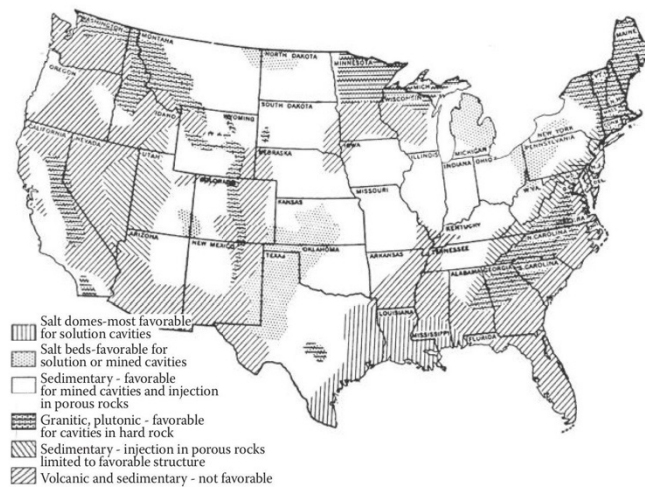 WASHINGTON
MONTANA
NORTH DAKOTA
MINNESOTA
MAINE
OREGON
IDAHO
WYOMING
SOUTH DAKOTA
WISCONSIN
MICH
VT
NEW YORK
CALIFORNIA
NEVADA
UTAH
COLORADO
NEBRASKA
IOWA
ILLINOIS
INDIANA
MICHIGAN
OHIO
PENNSYLVANIA
KANSAS
MISSOURI
W.VA.
KENTUCKY
ARIZONA
NEW MEXICO
TEXAS
OKLAHOMA
ARKANSAS
TENNESSEE
N. CAROLINA
S. CAROLINA
ALABAMA
GEORGIA
LOUISIANA
MISSISSIPPI
FLORIDA
Salt domes-most favorable
for solution cavities
Salt beds-favorable for
solution or mined cavities
Sedimentary - favorable
for mined cavities and injection
in porous rocks
Granitic, plutonic - favorable
for cavities in hard rock
Sedimentary - injection in porous rocks
limited to favorable structure
Volcanic and sedimentary - not favorable